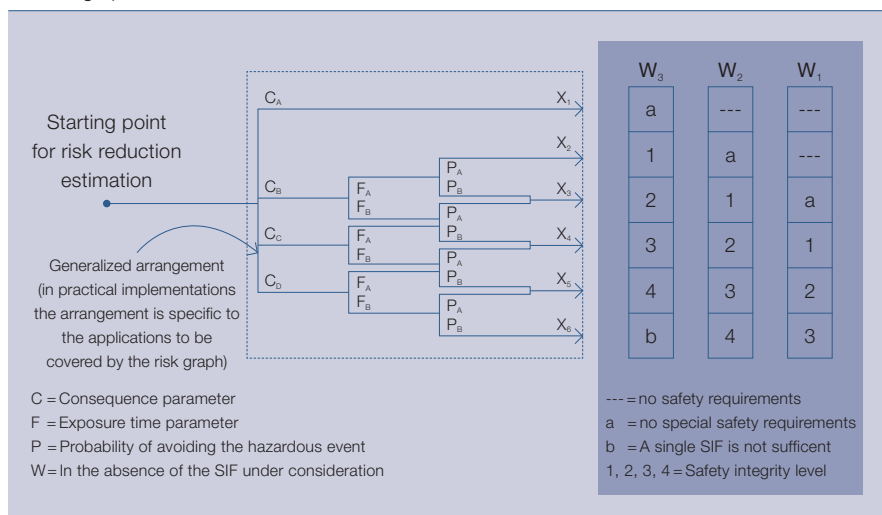 Starting point
for risk reduction
estimation
Generalized arrangement
(in practical implementations
the arrangement is specific to
the applications to be
covered by the risk graph)
C_A
C_B
C_C
C_D
F_A
F_B
F_A
F_B
F_A
F_B
P_A
P_B
P_A
P_B
P_A
P_B
P_A
P_B
X_1
X_2
X_3
X_4
X_5
X_6
W_3 W_2 W_1
a --- ---
1 a ---
2 1 a
3 2 1
4 3 2
b 4 3
C = Consequence parameter
F = Exposure time parameter
P = Probability of avoiding the hazardous event
W = In the absence of the SIF under consideration
--- = no safety requirements
a = no special safety requirements
b = A single SIF is not sufficent
1, 2, 3, 4 = Safety integrity level